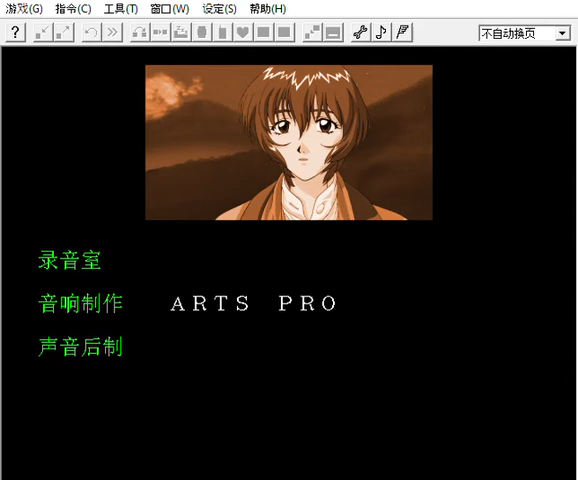 游戏(G) 指令(C) 工具(T) 窗口(W) 设定(S) 帮助(H)
不自动换页
录音室
音响制作 ＡＲＴＳ ＰＲＯ
声音后制